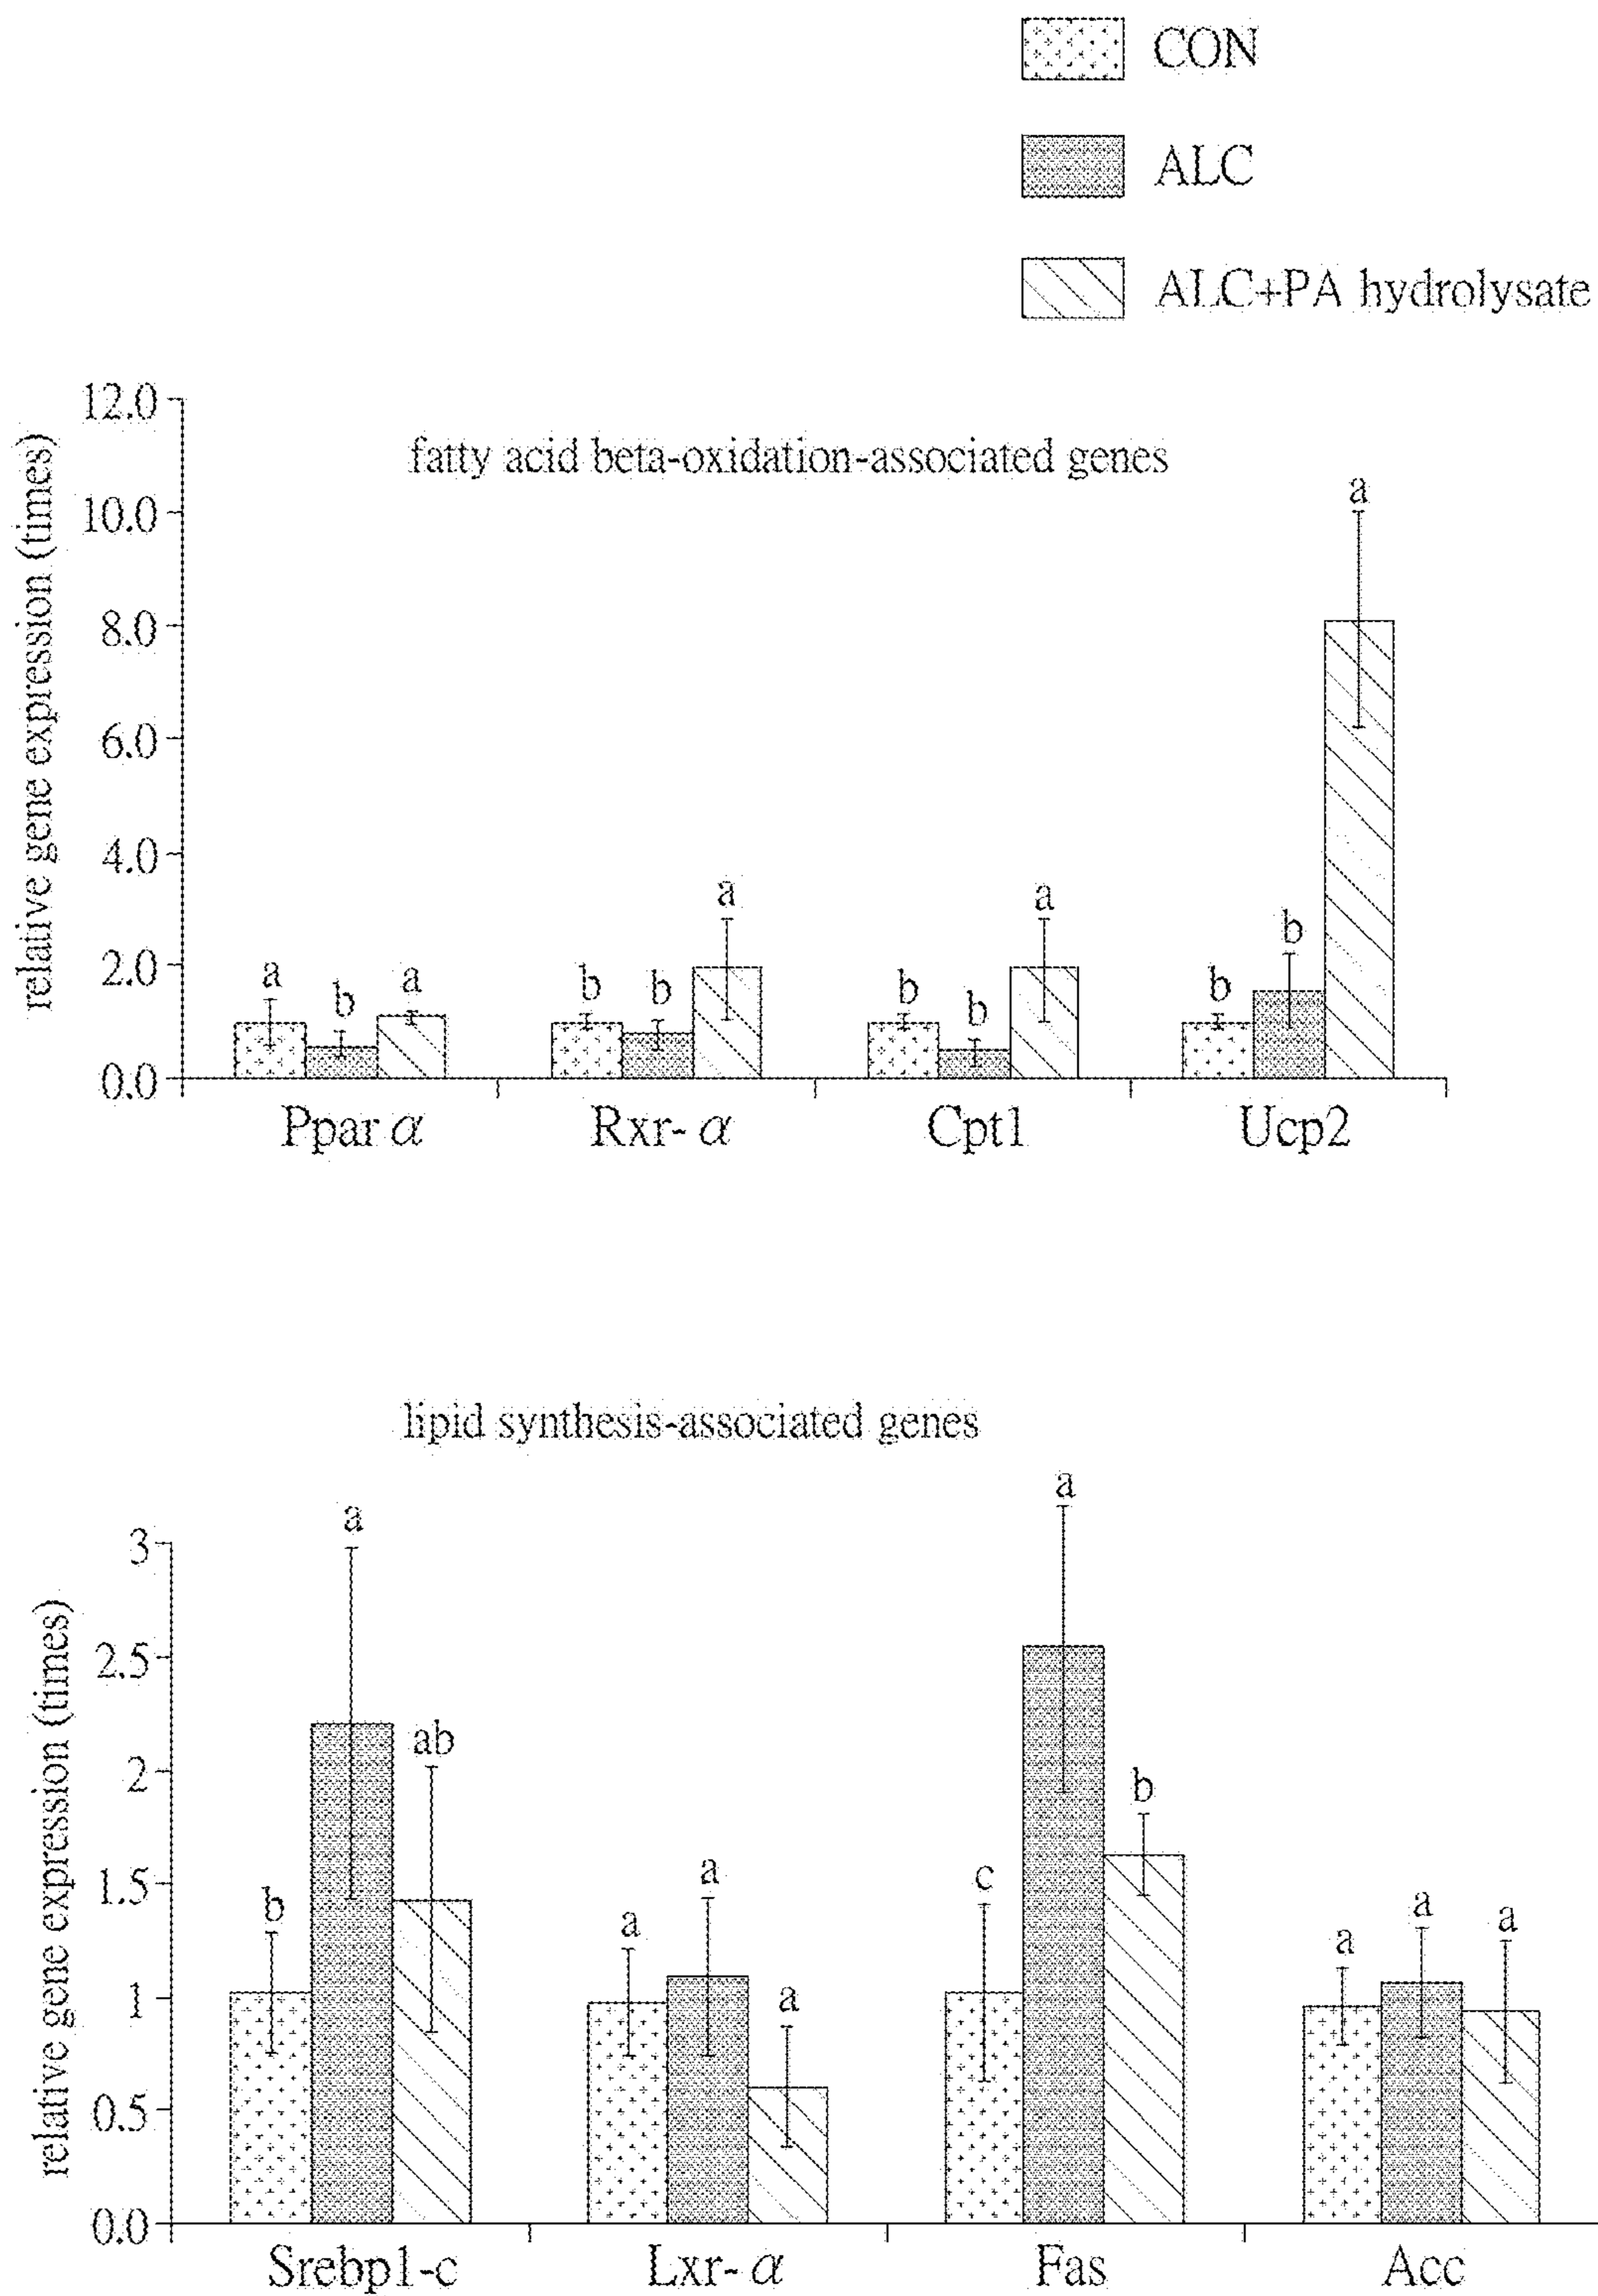 CON
ALC
ALC+PA hydrolysate
12.0
fatty acid beta-oxidation-associated genes
10.0
8.0
6.0
4.0
2.0
0.0
relative gene expression (times)
a b a b b a b b a b b a
Ppar α Rxr- α Cpt1 Ucp2
lipid synthesis-associated genes
3
2.5
2
1.5
1
0.5
0.0
relative gene expression (times)
b a ab a a a c a b a a a
Srebp1-c Lxr- α Fas Acc